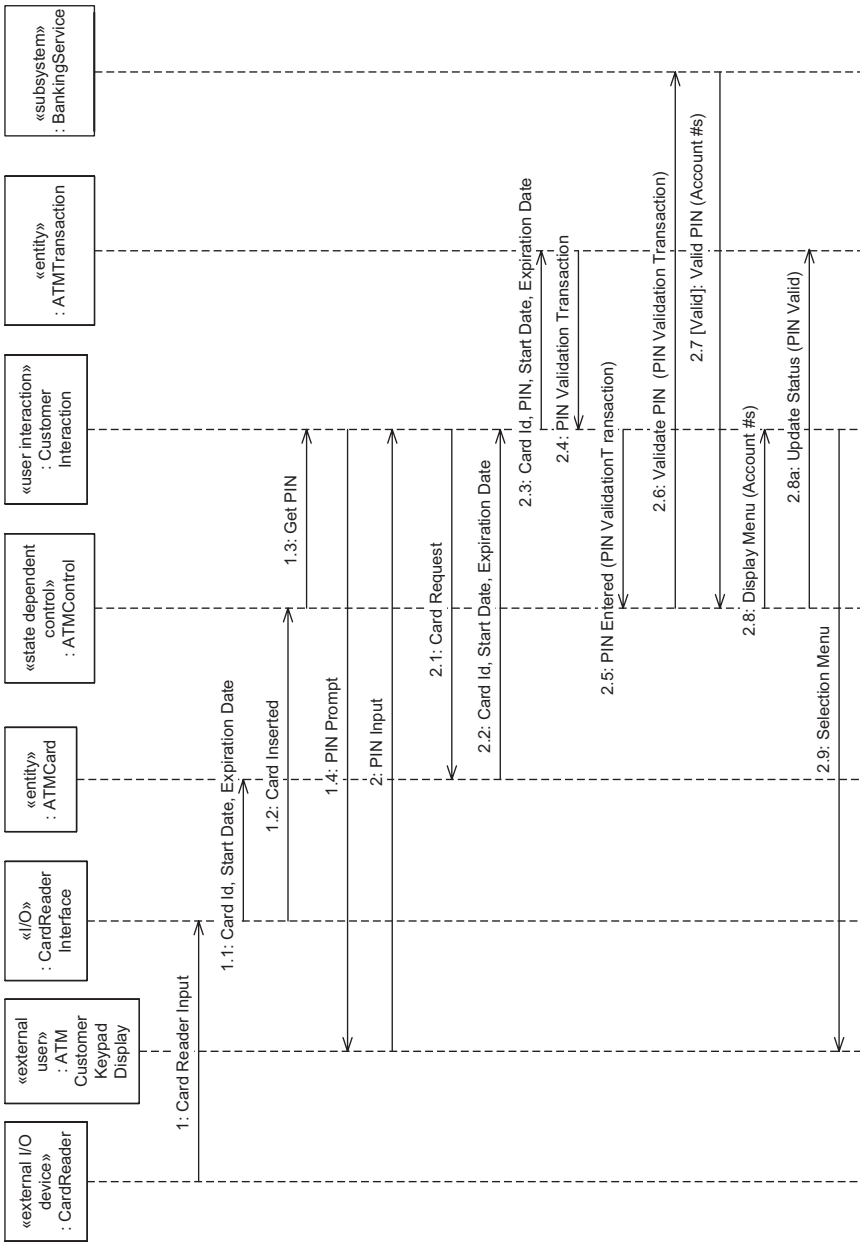 «external I/O
device»
: CardReader
«external
user»
: ATM
Customer
Keypad
Display
«I/O»
: CardReader
Interface
«entity»
: ATMCard
«state dependent
control»
: ATMControl
«user interaction»
: Customer
Interaction
«entity»
: ATMTransaction
«subsystem»
: BankingService
1: Card Reader Input
1.1: Card Id, Start Date, Expiration Date
1.2: Card Inserted
1.3: Get PIN
1.4: PIN Prompt
2: PIN Input
2.1: Card Request
2.2: Card Id, Start Date, Expiration Date
2.3: Card Id, PIN, Start Date, Expiration Date
2.4: PIN Validation Transaction
2.5: PIN Entered (PIN ValidationT ransaction)
2.6: Validate PIN (PIN Validation Transaction)
2.7 [Valid]: Valid PIN (Account #s)
2.8: Display Menu (Account #s)
2.8a: Update Status (PIN Valid)
2.9: Selection Menu